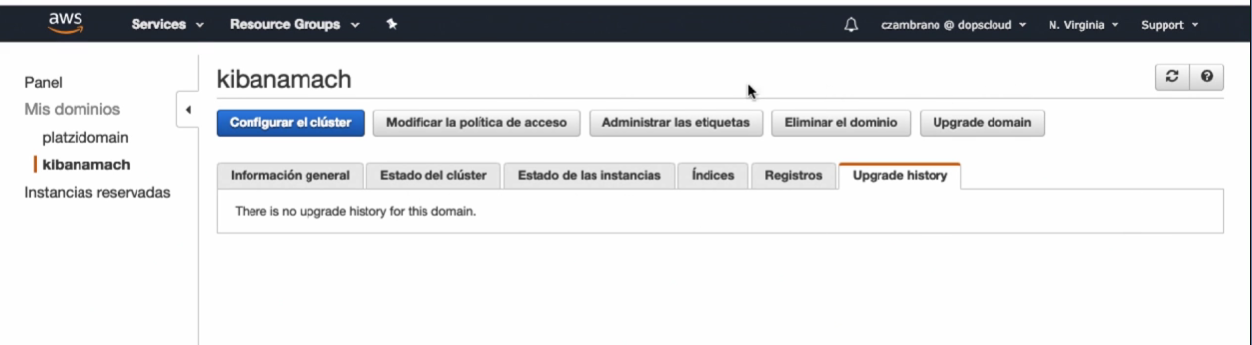 aws Services Resource Groups czambrano @ dopscloud N. Virginia Support
Panel
Mis dominios
platzidomain
kibanamach
Instancias reservadas
kibanamach
Configurar el clúster Modificar la política de acceso Administrar las etiquetas Eliminar el dominio Upgrade domain
Información general Estado del clúster Estado de las instancias Índices Registros Upgrade history
There is no upgrade history for this domain.